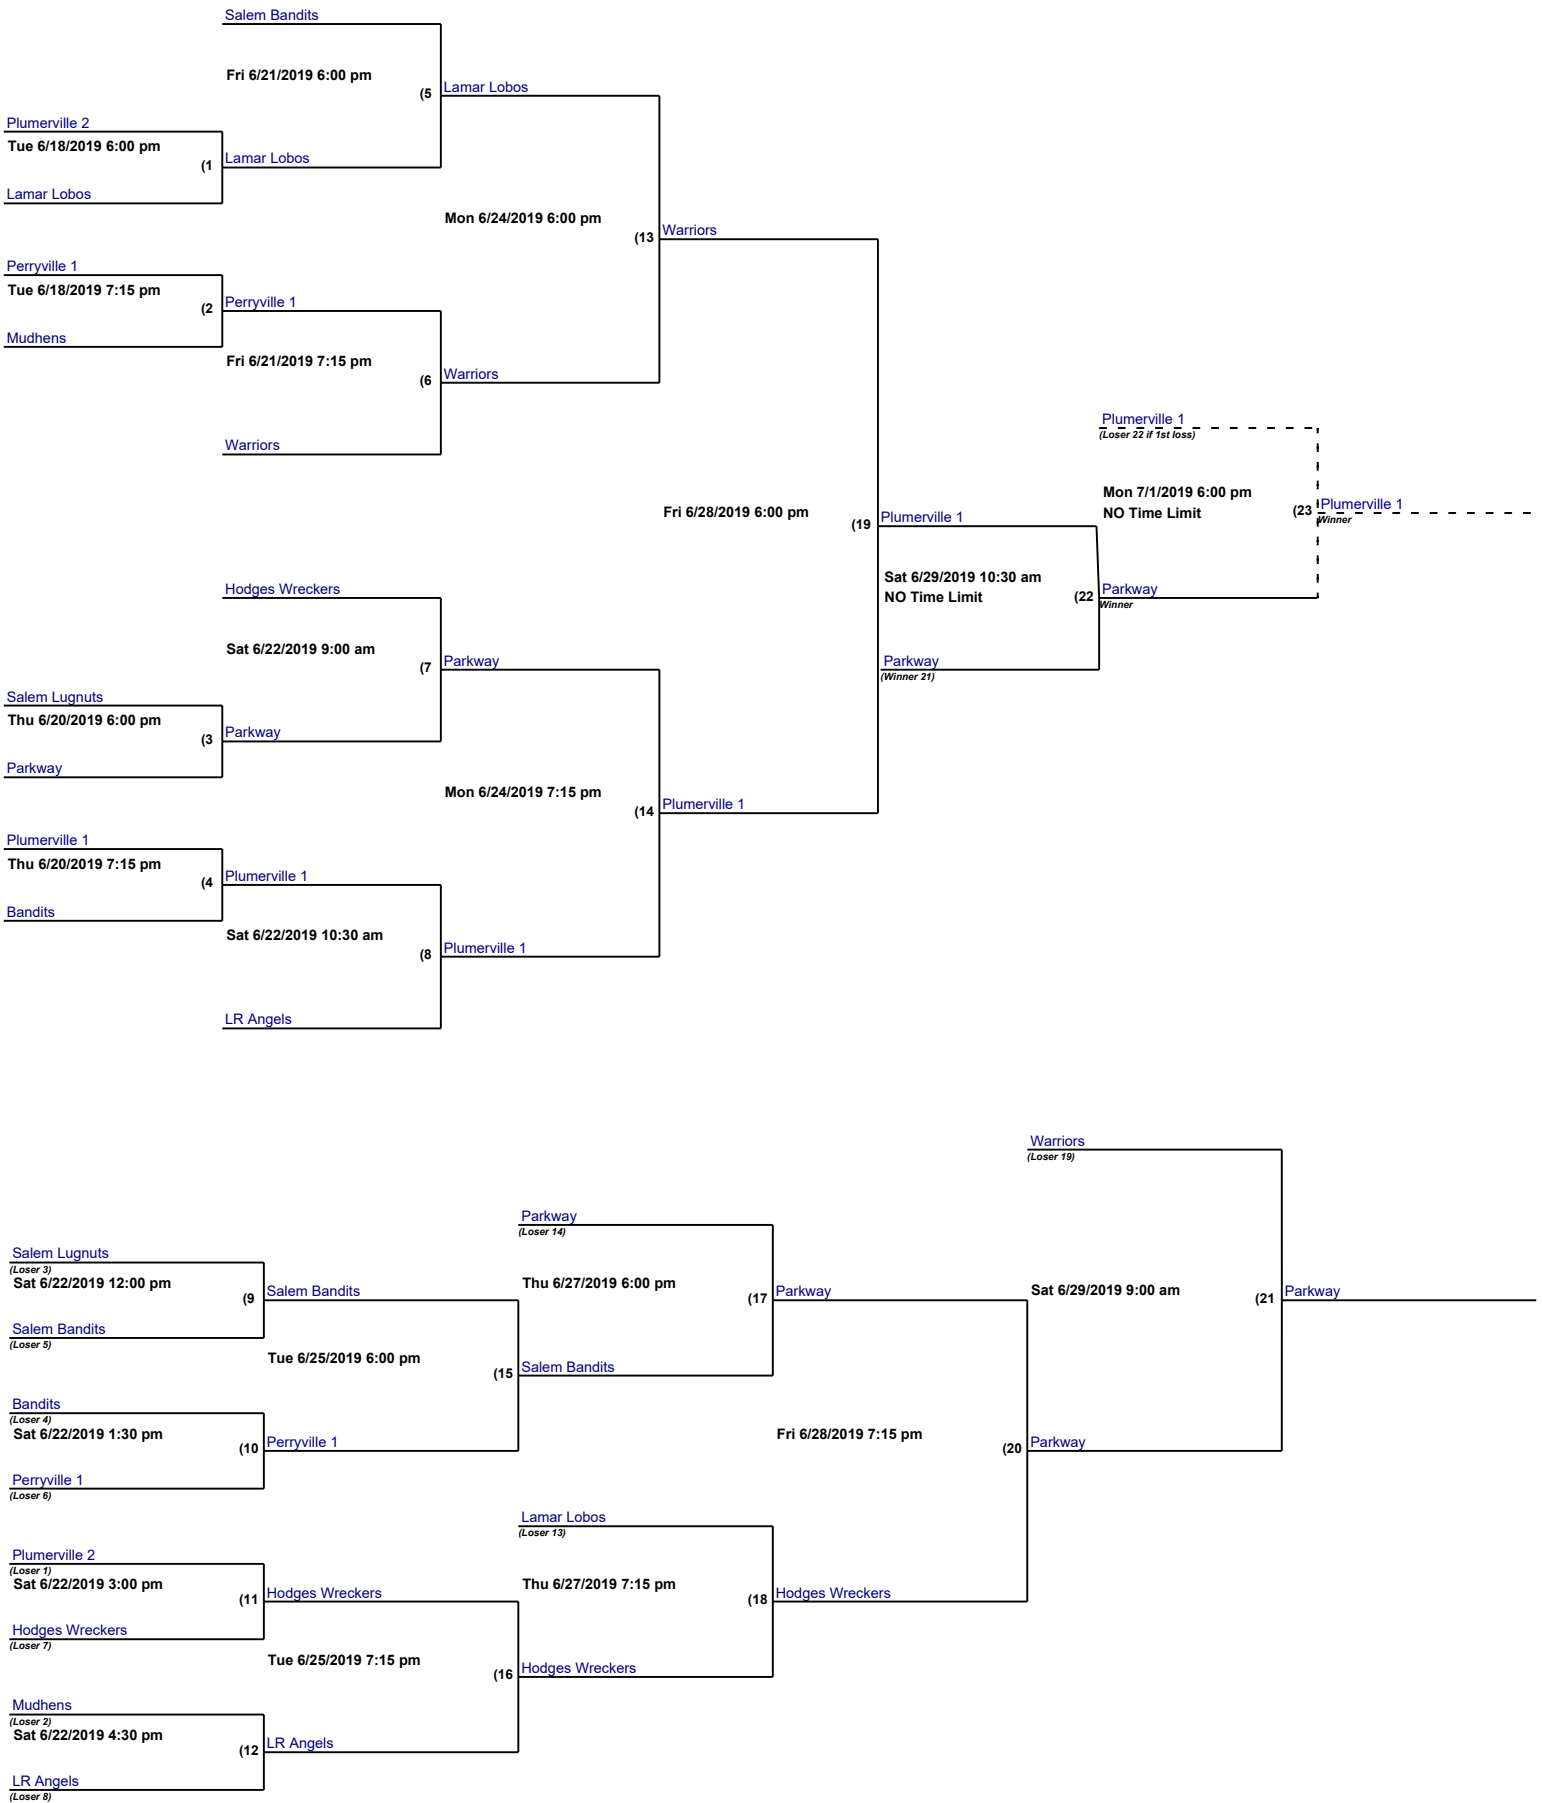 Salem Bandits
Fri 6/21/2019 6:00 pm
(5
Lamar Lobos
Plumerville 2
Tue 6/18/2019 6:00 pm
(1
Lamar Lobos
Lamar Lobos
Mon 6/24/2019 6:00 pm
(13
Warriors
Perryville 1
Tue 6/18/2019 7:15 pm
(2
Perryville 1
Mudhens
Fri 6/21/2019 7:15 pm
(6
Warriors
Warriors
Plumerville 1
(Loser 22 if 1st loss)
Mon 7/1/2019 6:00 pm
NO Time Limit
(23
Plumerville 1
Winner
Fri 6/28/2019 6:00 pm
(19
Plumerville 1
Sat 6/29/2019 10:30 am
NO Time Limit
(22
Parkway
Winner
Hodges Wreckers
Sat 6/22/2019 9:00 am
(7
Parkway
Parkway
(Winner 21)
Salem Lugnuts
Thu 6/20/2019 6:00 pm
(3
Parkway
Parkway
Mon 6/24/2019 7:15 pm
(14
Plumerville 1
Plumerville 1
Thu 6/20/2019 7:15 pm
(4
Plumerville 1
Bandits
Sat 6/22/2019 10:30 am
(8
Plumerville 1
LR Angels
Warriors
(Loser 19)
Parkway
(Loser 14)
Salem Lugnuts
(Loser 3)
Sat 6/22/2019 12:00 pm
(9
Salem Bandits
Thu 6/27/2019 6:00 pm
(17
Parkway
Sat 6/29/2019 9:00 am
(21
Parkway
Salem Bandits
(Loser 5)
Tue 6/25/2019 6:00 pm
(15
Salem Bandits
Bandits
(Loser 4)
Sat 6/22/2019 1:30 pm
(10
Perryville 1
Fri 6/28/2019 7:15 pm
(20
Parkway
Perryville 1
(Loser 6)
Lamar Lobos
(Loser 13)
Plumerville 2
(Loser 1)
Sat 6/22/2019 3:00 pm
(11
Hodges Wreckers
Thu 6/27/2019 7:15 pm
(18
Hodges Wreckers
Hodges Wreckers
(Loser 7)
Tue 6/25/2019 7:15 pm
(16
Hodges Wreckers
Mudhens
(Loser 2)
Sat 6/22/2019 4:30 pm
(12
LR Angels
LR Angels
(Loser 8)